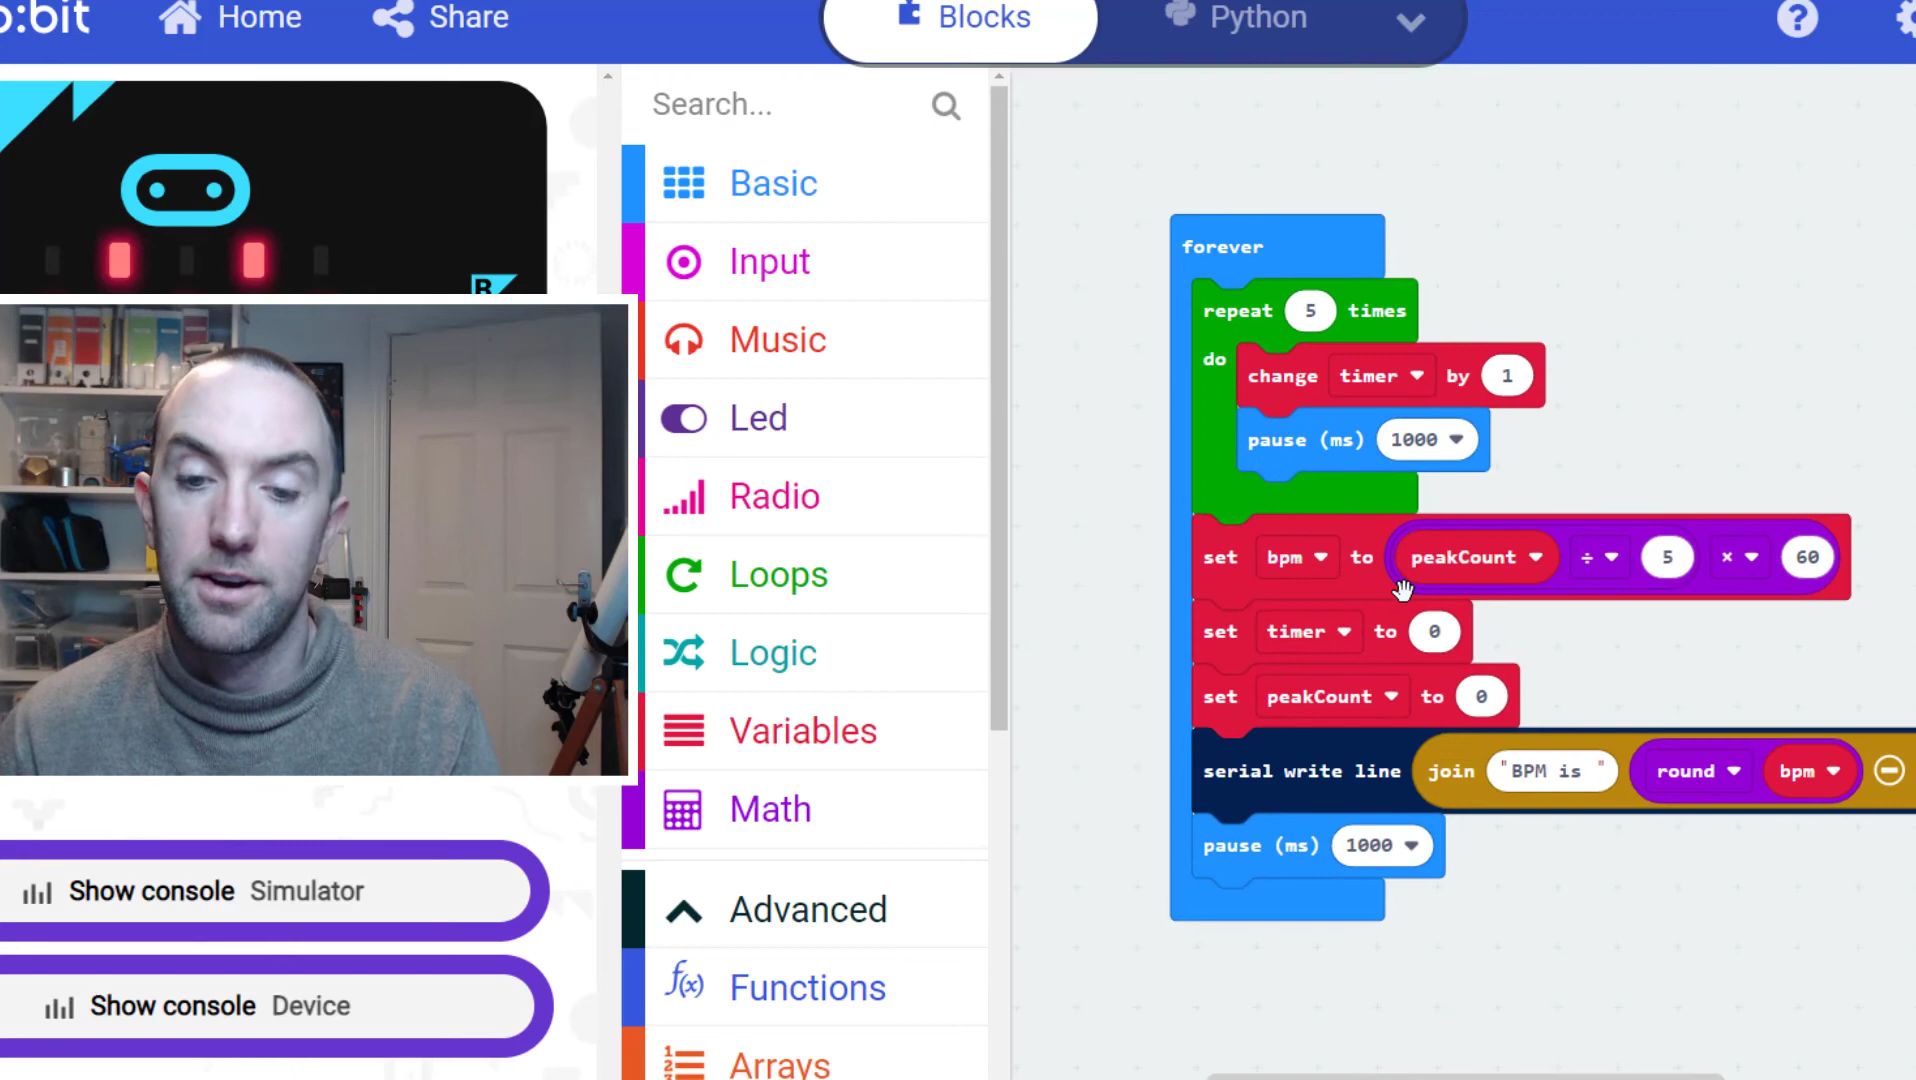 o:bit
Home
Share
Blocks
Python
?
Search...
Basic
Input
Music
Led
Radio
Loops
Logic
Variables
Math
Advanced
f(x) Functions
Arrays
Show console Simulator
Show console Device
forever
repeat 5 times
do
change timer by 1
pause (ms) 1000
set bpm to peakCount ÷ 5 × 60
set timer to 0
set peakCount to 0
serial write line join "BPM is " round bpm
pause (ms) 1000